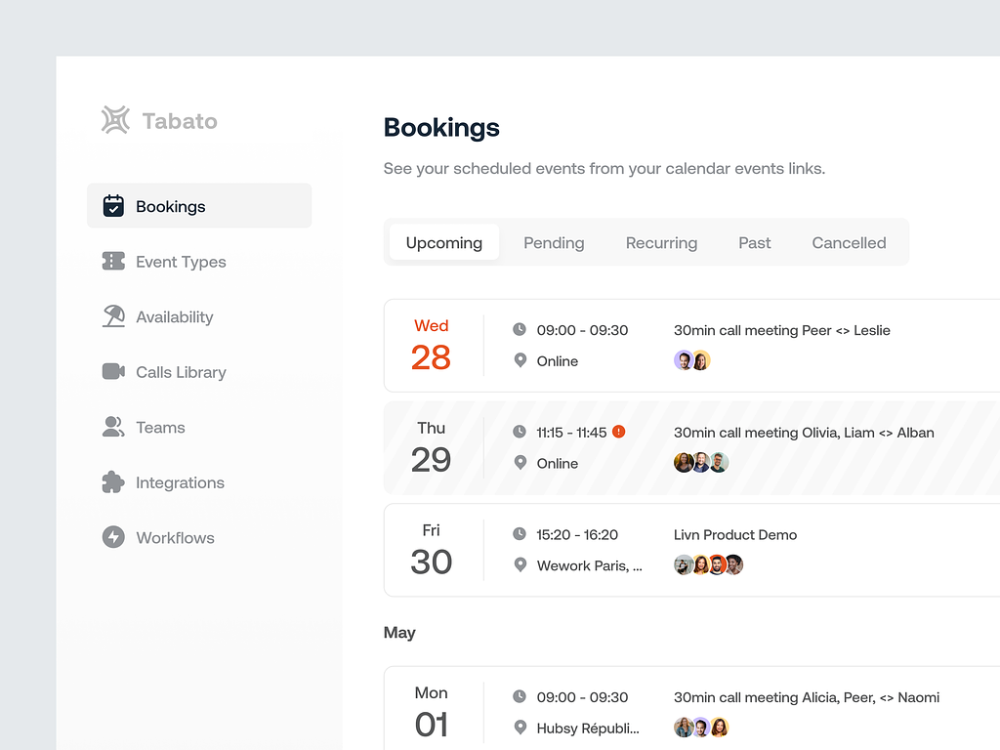 Tabato
Bookings
Event Types
Availability
Calls Library
Teams
Integrations
Workflows
Bookings
See your scheduled events from your calendar events links.
Upcoming Pending Recurring Past Cancelled
Wed
28
09:00 - 09:30
Online
30min call meeting Peer <> Leslie
Thu
29
11:15 - 11:45
Online
30min call meeting Olivia, Liam <> Alban
Fri
30
15:20 - 16:20
Wework Paris, ...
Livn Product Demo
May
Mon
01
09:00 - 09:30
Hubsy Républi...
30min call meeting Alicia, Peer, <> Naomi